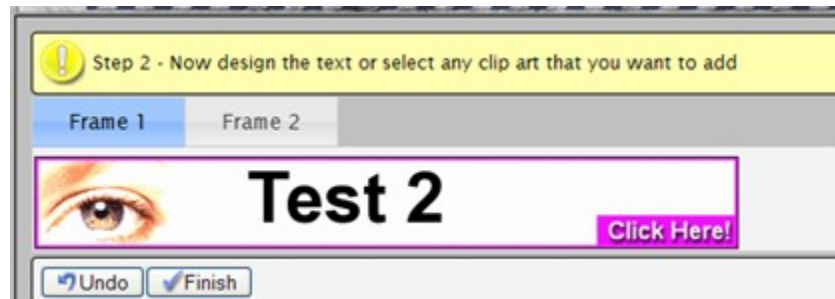 Step 2 - Now design the text or select any clip art that you want to add
Frame 1 Frame 2
Test 2
Click Here!
Undo Finish